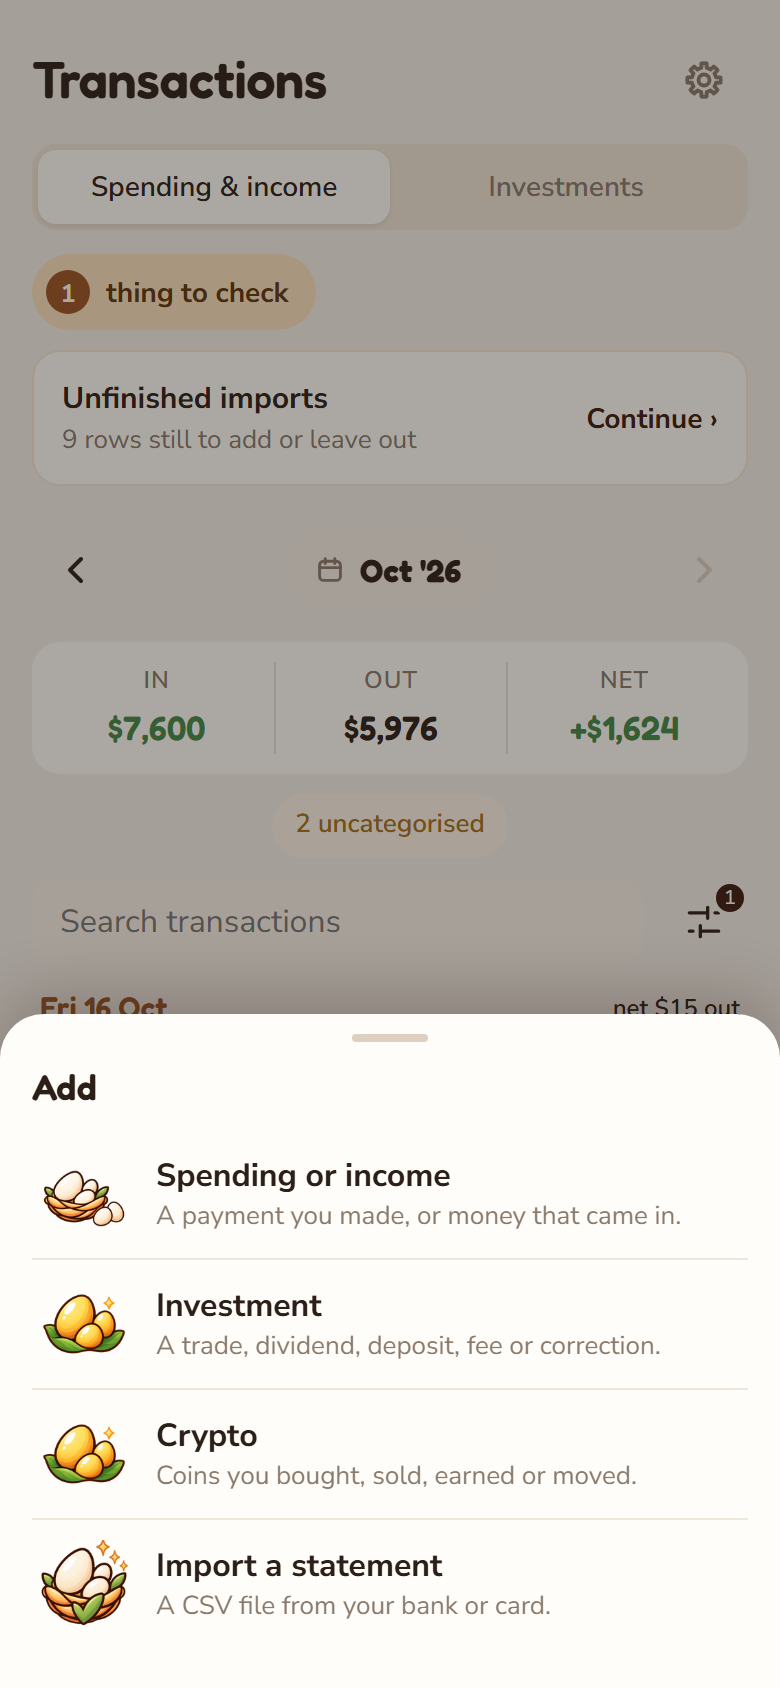 Transactions
Spending & income
Investments
1 thing to check
Unfinished imports
9 rows still to add or leave out
Continue ›
Oct '26
IN
OUT
NET
$7,600
$5,976
+$1,624
2 uncategorised
Search transactions
1
Fri 16 Oct
net $15 out
Add
Spending or income
A payment you made, or money that came in.
Investment
A trade, dividend, deposit, fee or correction.
Crypto
Coins you bought, sold, earned or moved.
Import a statement
A CSV file from your bank or card.